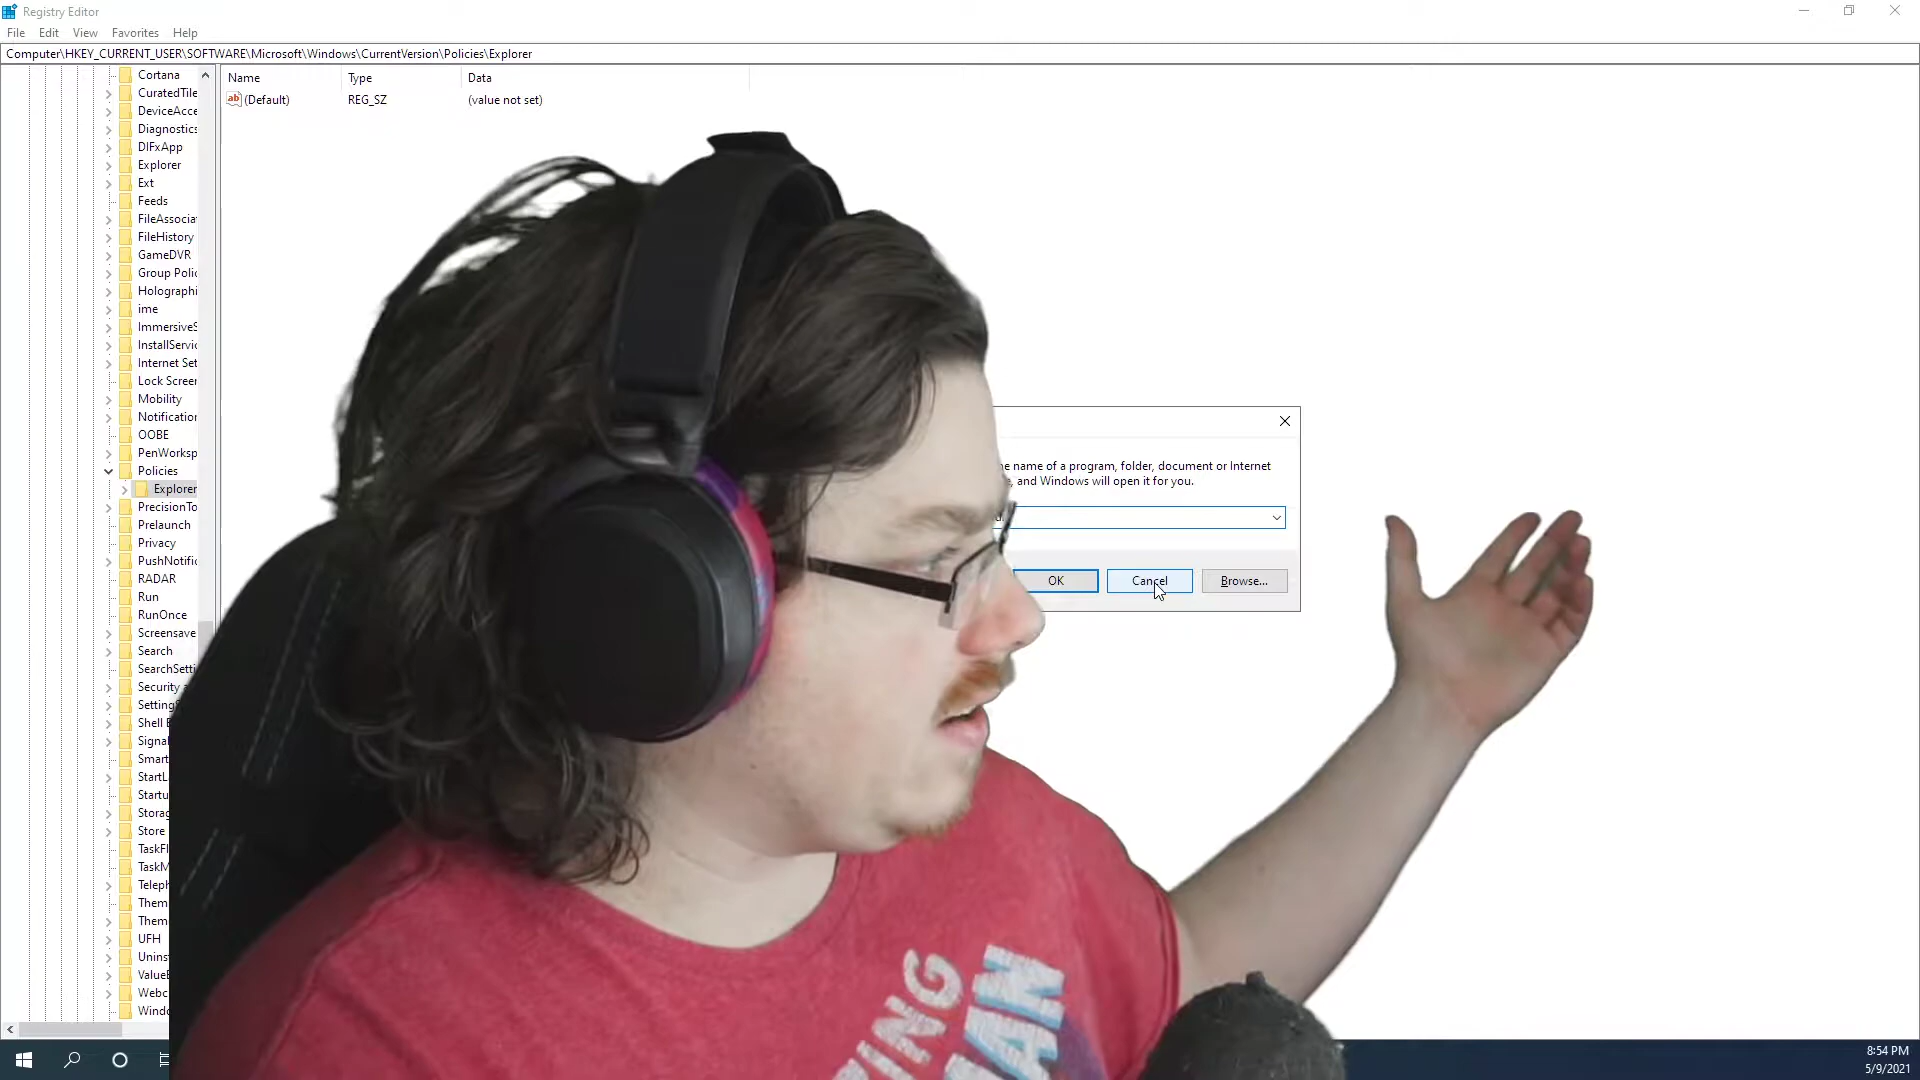 Registry Editor
File Edit View Favorites Help
Computer\HKEY_CURRENT_USER\SOFTWARE\Microsoft\Windows\CurrentVersion\Policies\Explorer
Name Type Data
(Default) REG_SZ (value not set)
Cortana
CuratedTile
DeviceAcce
Diagnostics
DIFxApp
Explorer
Ext
Feeds
FileAssocia
FileHistory
GameDVR
Group Polic
Holographi
ime
ImmersiveS
InstallServic
Internet Set
Lock Screen
Mobility
Notification
OOBE
PenWorksp
Policies
Explorer
PrecisionTo
Prelaunch
Privacy
PushNotific
RADAR
Run
RunOnce
Screensave
Search
SearchSetti
Security a
Setting
Shell E
Signal
Smart
StartL
Startu
Storag
Store
TaskFl
TaskM
Teleph
Them
Them
UFH
Unins
ValueB
Webc
Windo
name of a program, folder, document or Internet
, and Windows will open it for you.
OK Cancel Browse...
8:54 PM
5/9/2021